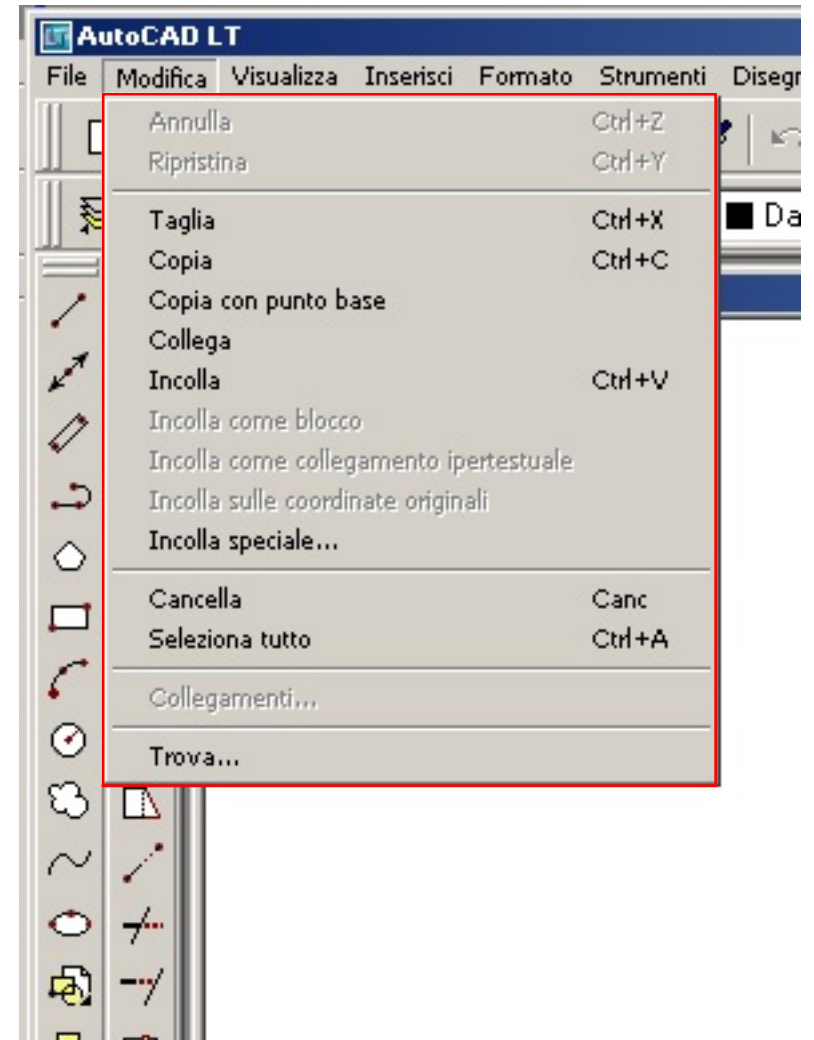 AutoCAD LT
File Modifica Visualizza Inserisci Formato Strumenti Disegn
Annulla Ctrl+Z
Ripristina Ctrl+Y
Taglia Ctrl+X
Copia Ctrl+C
Copia con punto base
Collega
Incolla Ctrl+V
Incolla come blocco
Incolla come collegamento ipertestuale
Incolla sulle coordinate originali
Incolla speciale...
Cancella Canc
Seleziona tutto Ctrl+A
Collegamenti...
Trova...
Da